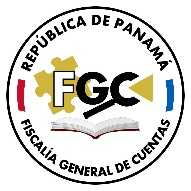 REPÚBLICA DE PANAMÁ
FGC
FISCALÍA GENERAL DE CUENTAS